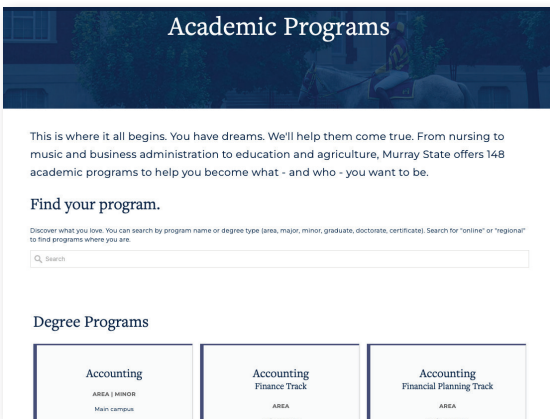 Academic Programs
This is where it all begins. You have dreams. We'll help them come true. From nursing to
music and business administration to education and agriculture, Murray State offers 148
academic programs to help you become what - and who - you want to be.
Find your program.
Discover what you love. You can search by program name or degree type (area, major, minor, graduate, doctorate, certificate). Search for "online" or "regional"
to find programs where you are.
Search
Degree Programs
Accounting
AREA | MINOR
Main campus
Accounting
Finance Track
AREA
Accounting
Financial Planning Track
AREA